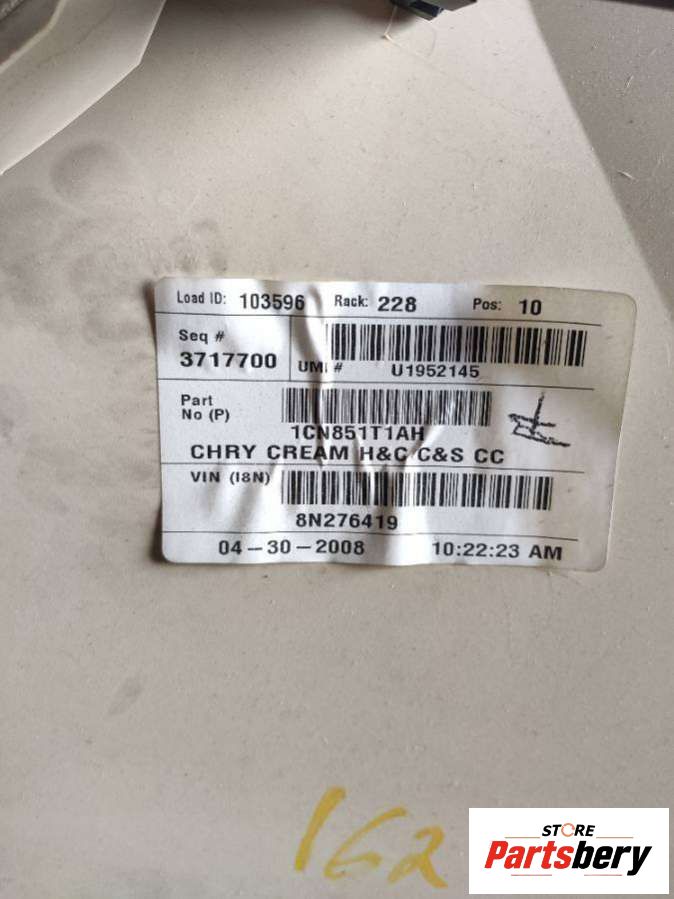 Load ID: 103596 Rack: 228 Pos: 10
Seq #
3717700 UMI # U1952145
Part
No (P)
1CN851T1AH
CHRY CREAM H&C C&S CC
VIN (I8N)
8N276419
04-30-2008 10:22:23 AM
162
STORE
Partsbery